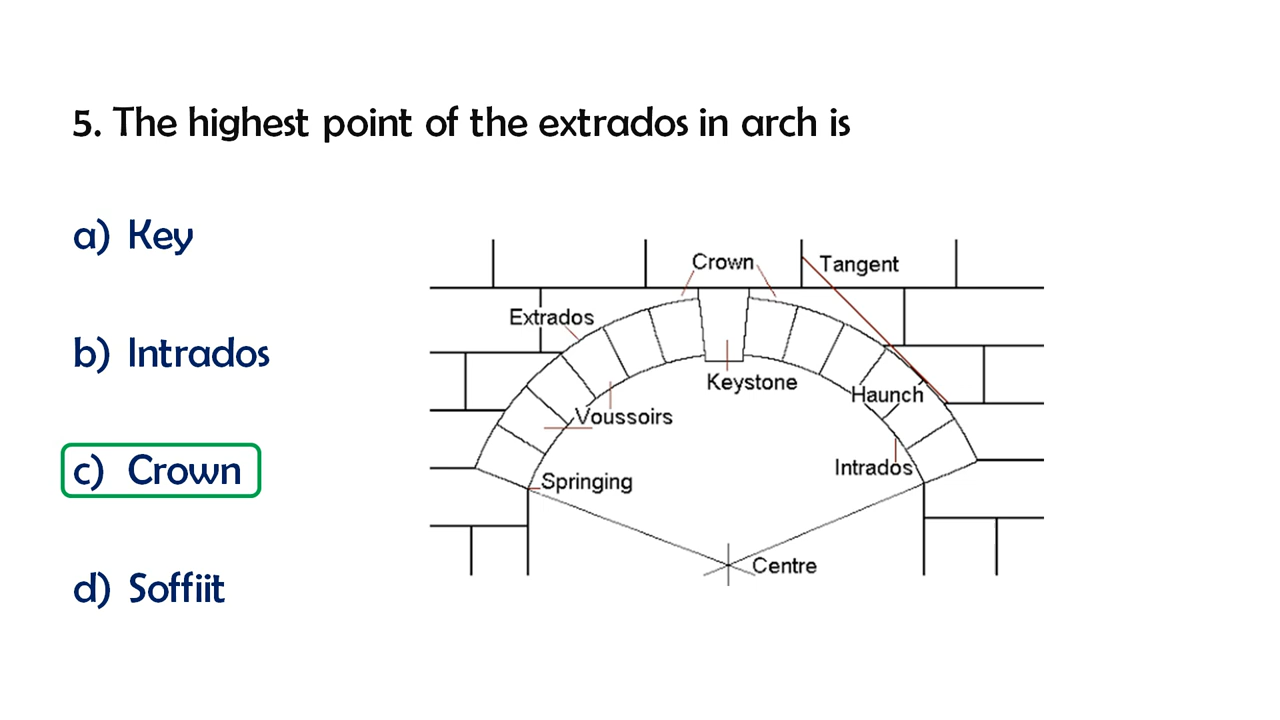 5. The highest point of the extrados in arch is
a) Key
b) Intrados
c) Crown
d) Soffiit
Crown
Tangent
Extrados
Keystone
Haunch
Voussoirs
Intrados
Springing
Centre